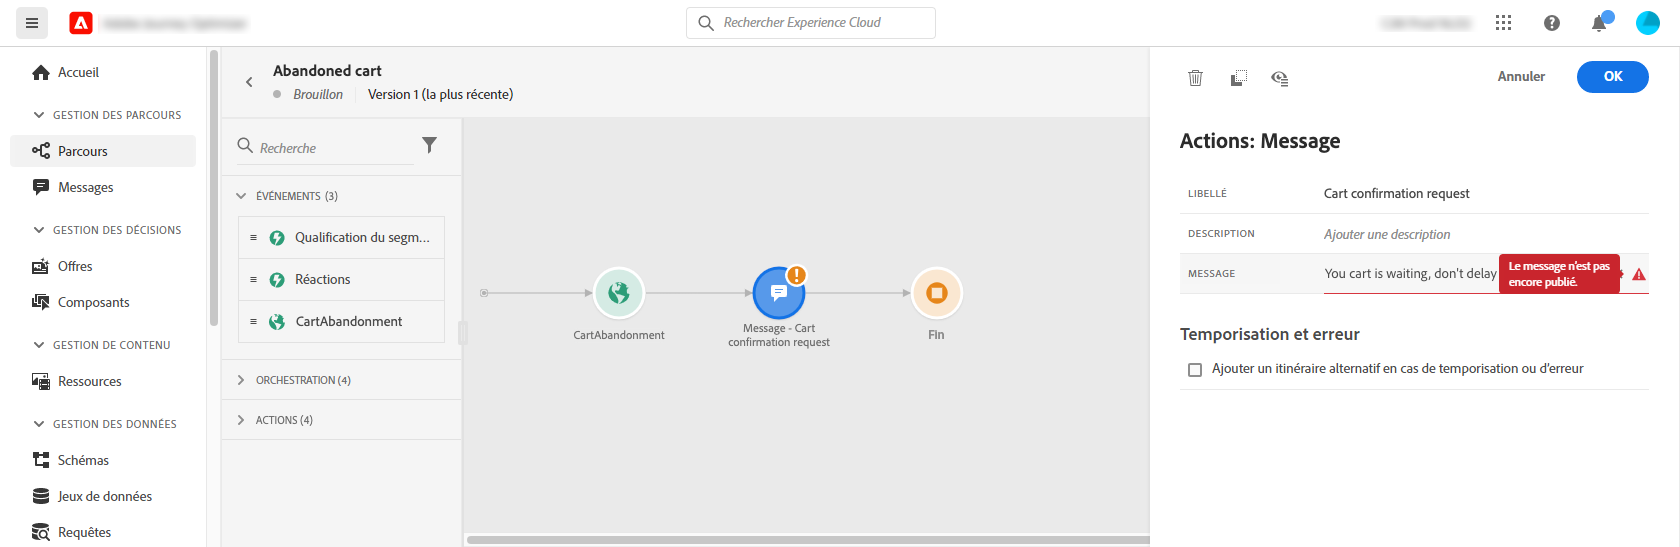 Rechercher Experience Cloud
Accueil
GESTION DES PARCOURS
Parcours
Messages
GESTION DES DÉCISIONS
Offres
Composants
GESTION DE CONTENU
Ressources
GESTION DES DONNÉES
Schémas
Jeux de données
Requêtes
Abandoned cart
Brouillon
Version 1 (la plus récente)
Recherche
ÉVÉNEMENTS (3)
Qualification du segm...
Réactions
CartAbandonment
ORCHESTRATION (4)
ACTIONS (4)
CartAbandonment
Message - Cart
confirmation request
Fin
Annuler
OK
Actions: Message
LIBELLÉ
Cart confirmation request
DESCRIPTION
Ajouter une description
MESSAGE
You cart is waiting, don't delay
Le message n'est pas
encore publié.
Temporisation et erreur
Ajouter un itinéraire alternatif en cas de temporisation ou d'erreur